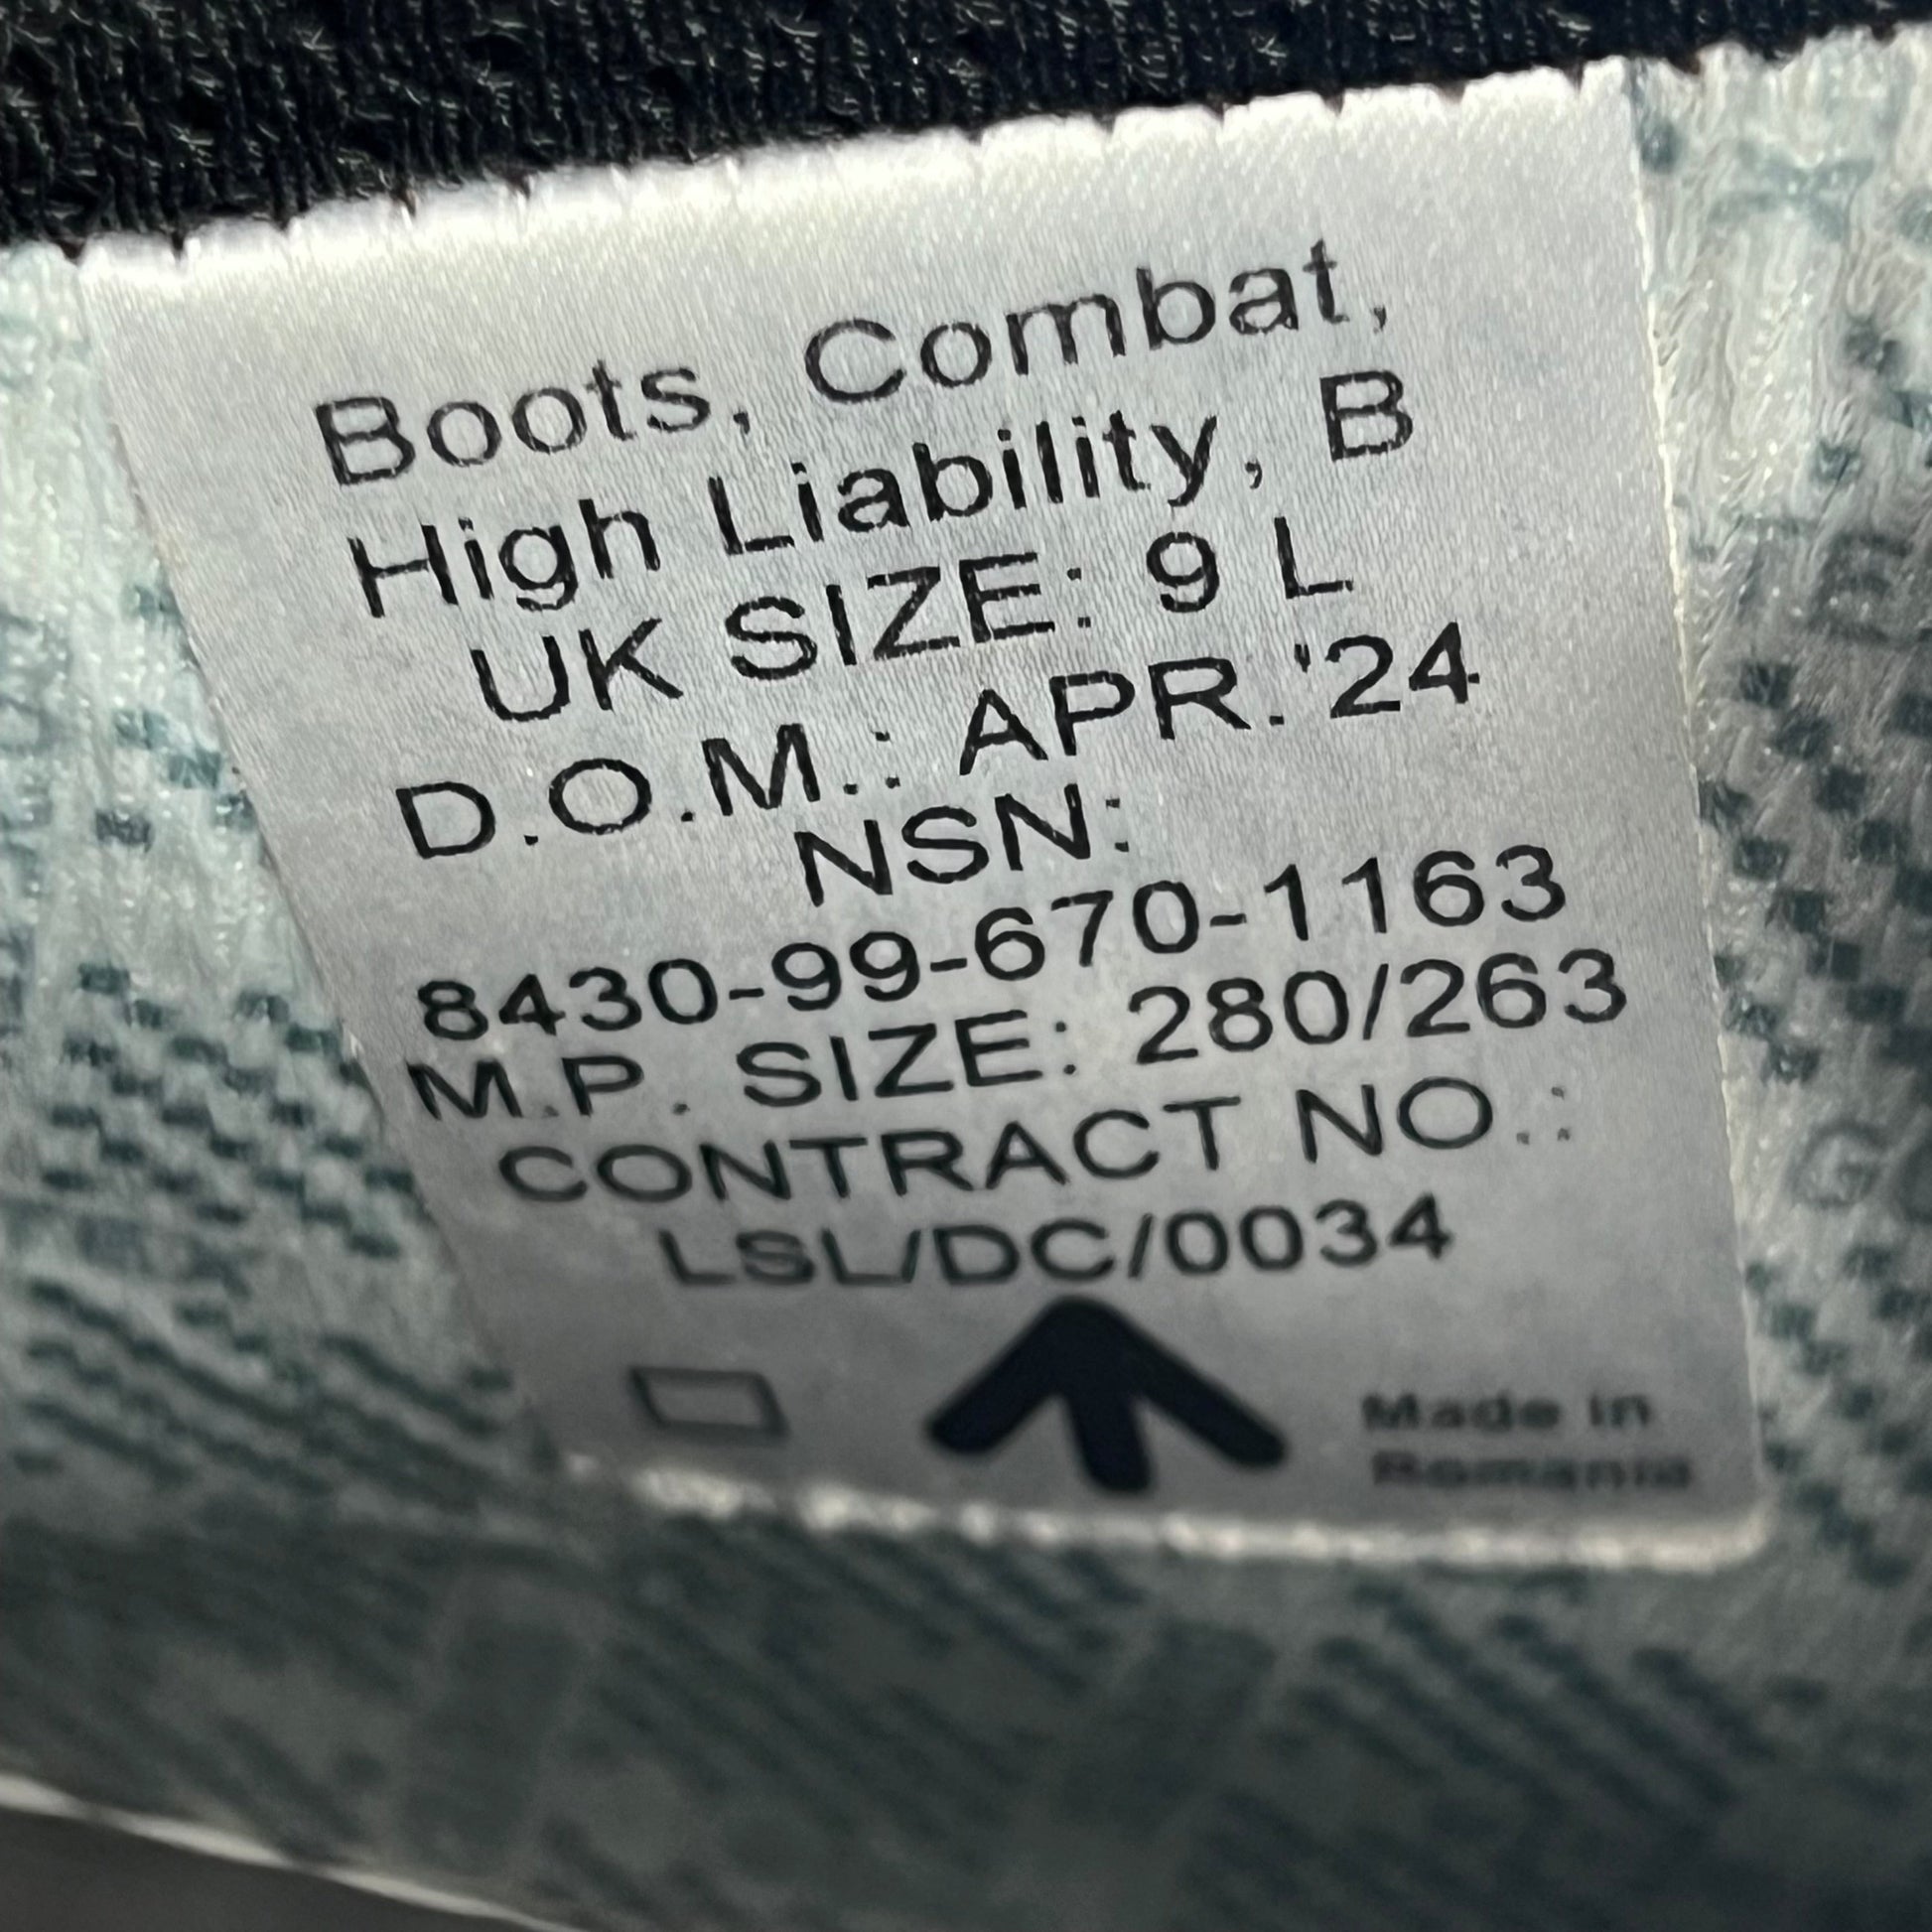 Boots, Combat,
High Liability, B
UK SIZE: 9 L
D.O.M.: APR.'24
NSN:
8430-99-670-1163
M.P. SIZE: 280/263
CONTRACT NO.:
LSL/DC/0034
Made in
Romania